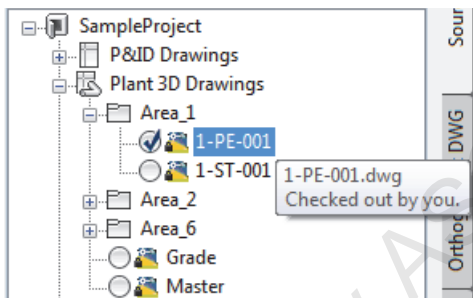 SampleProject
P&ID Drawings
Plant 3D Drawings
Area_1
1-PE-001
1-ST-001
1-PE-001.dwg
Checked out by you.
Area_2
Area_6
Grade
Master
Sour
DWG
Orthog